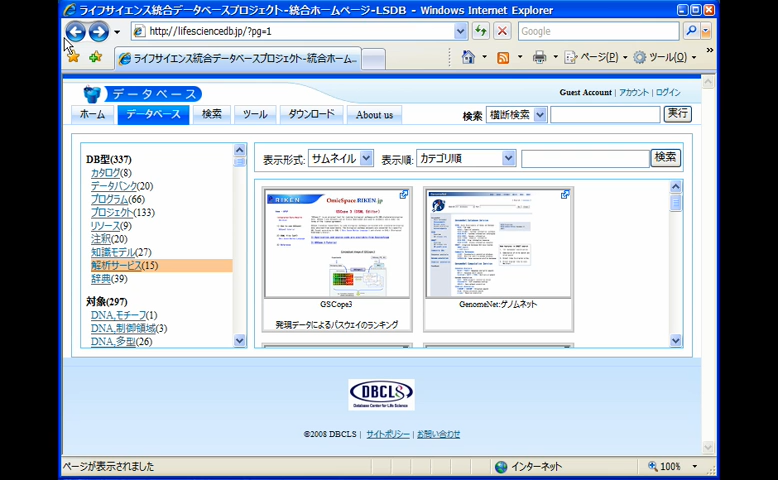 ライフサイエンス統合データベースプロジェクト-統合ホームページ-LSDB - Windows Internet Explorer
http://lifesciencedb.jp/?pg=1
Google
ライフサイエンス統合データベースプロジェクト-統合ホーム...
ページ(P)
ツール(O)
データベース
Guest Account | アカウント | ログイン
ホーム
データベース
検索
ツール
ダウンロード
About us
検索
横断検索
実行
DB型(337)
カタログ(8)
データバンク(20)
プログラム(66)
プロジェクト(133)
リソース(9)
注釈(20)
知識モデル(27)
解析サービス(15)
辞典(39)
対象(297)
DNA,モチーフ(1)
DNA,制御領域(3)
DNA,多型(26)
表示形式: サムネイル
表示順: カテゴリ順
検索
RIKEN
OmicSpace RIKEN.jp
GSCope3
発現データによるパスウェイのランキング
GenomeNet:ゲノムネット
DBCLS
Database Center for Life Science
©2008 DBCLS | サイトポリシー | お問い合わせ
ページが表示されました
インターネット
100%